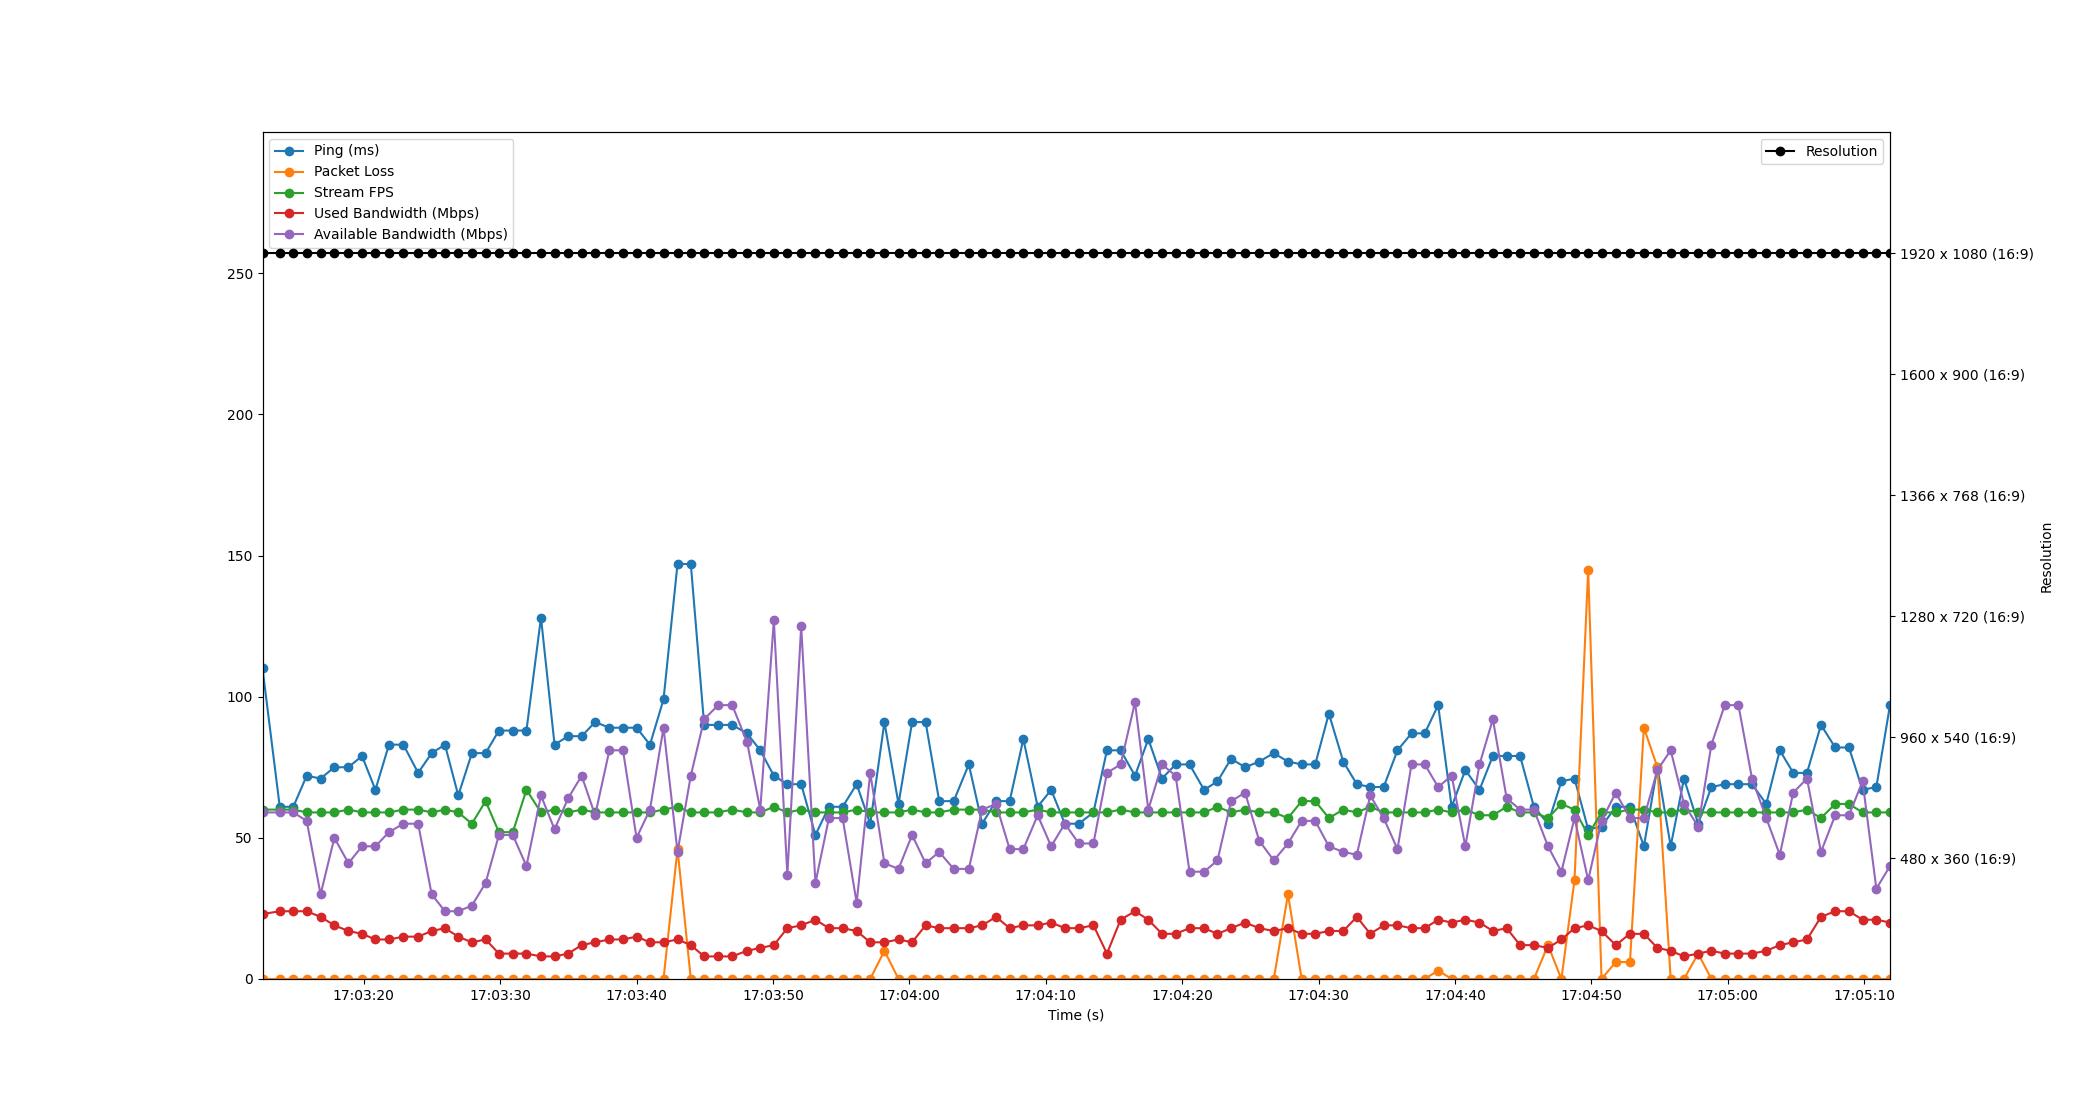 Ping (ms)
Packet Loss
Stream FPS
Used Bandwidth (Mbps)
Available Bandwidth (Mbps)
Resolution
250
200
150
100
50
0
1920 x 1080 (16:9)
1600 x 900 (16:9)
1366 x 768 (16:9)
1280 x 720 (16:9)
960 x 540 (16:9)
480 x 360 (16:9)
Resolution
17:03:20 17:03:30 17:03:40 17:03:50 17:04:00 17:04:10 17:04:20 17:04:30 17:04:40 17:04:50 17:05:00 17:05:10
Time (s)